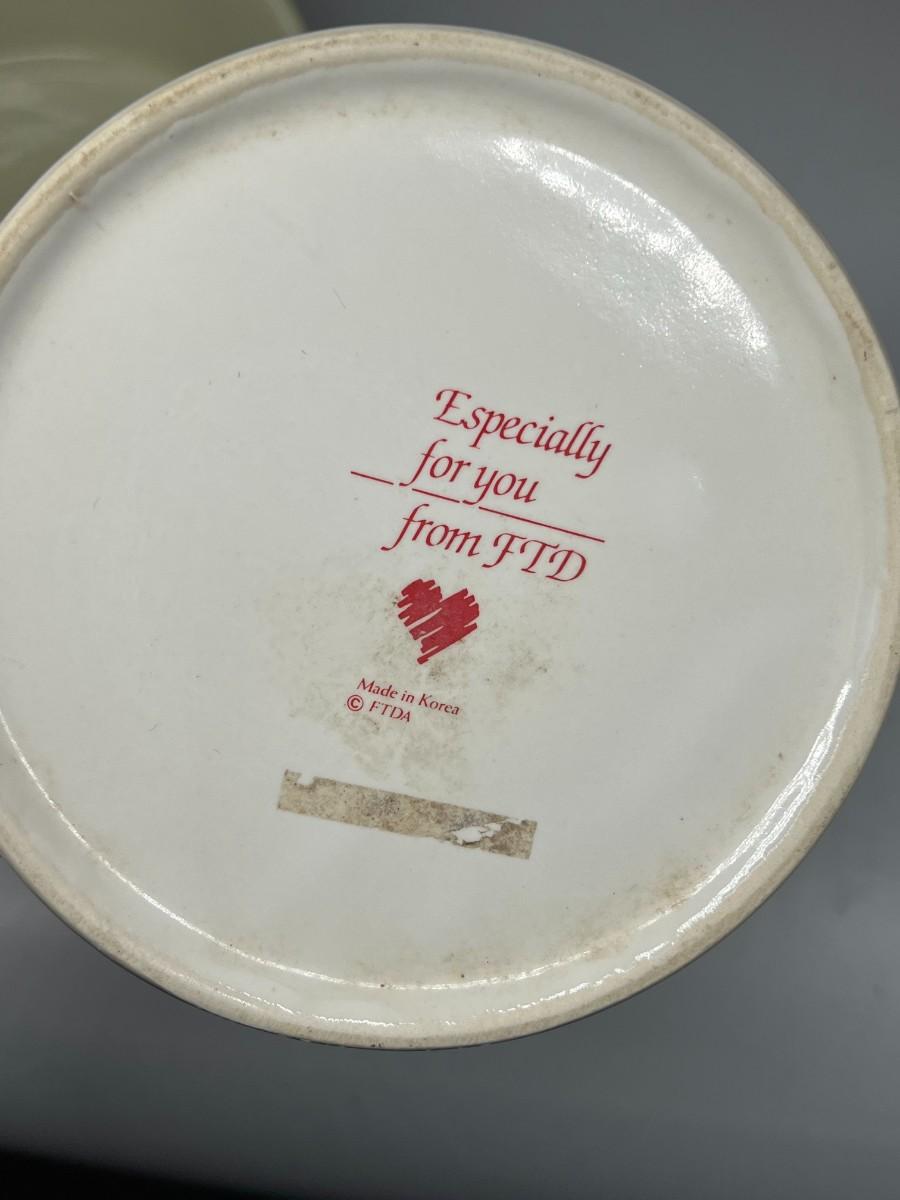 Especially
for you
from FTD
Made in Korea
© FTDA